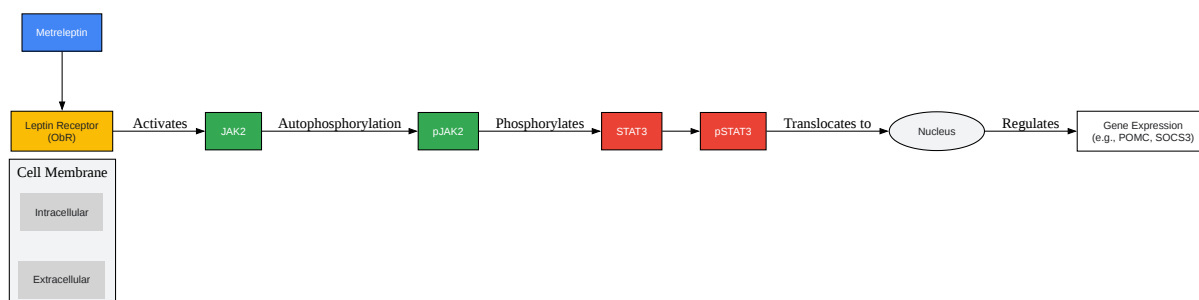 Metreleptin
Leptin Receptor
(ObR)
Activates
JAK2
Autophosphorylation
pJAK2
Phosphorylates
STAT3
pSTAT3
Translocates to
Nucleus
Regulates
Gene Expression
(e.g., POMC, SOCS3)
Cell Membrane
Intracellular
Extracellular